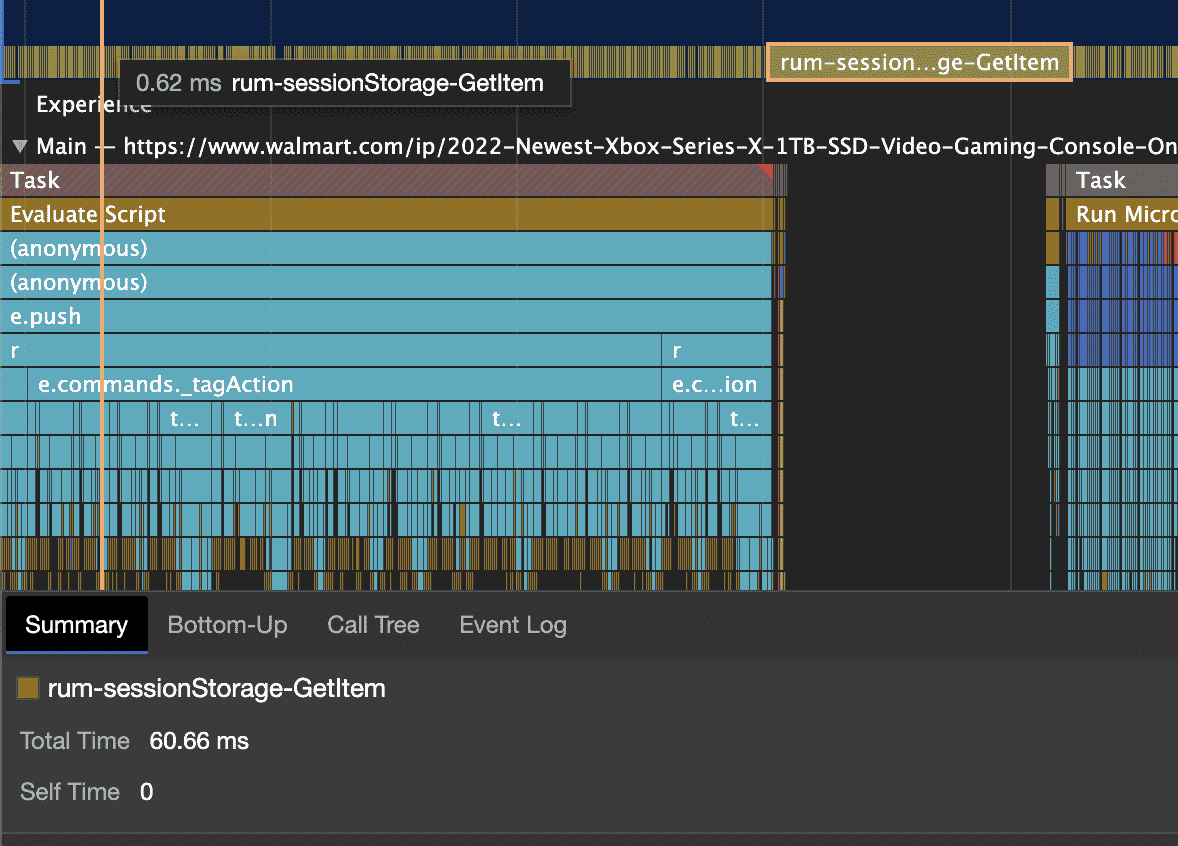 rum-session...ge-GetItem
0.62 ms rum-sessionStorage-GetItem
Experience
Main — https://www.walmart.com/ip/2022-Newest-Xbox-Series-X-1TB-SSD-Video-Gaming-Console-On
Task Task
Evaluate Script Run Micro
(anonymous)
(anonymous)
e.push
r r
e.commands._tagAction e.c...ion
t... t...n t... t...
Summary Bottom-Up Call Tree Event Log
rum-sessionStorage-GetItem
Total Time 60.66 ms
Self Time 0